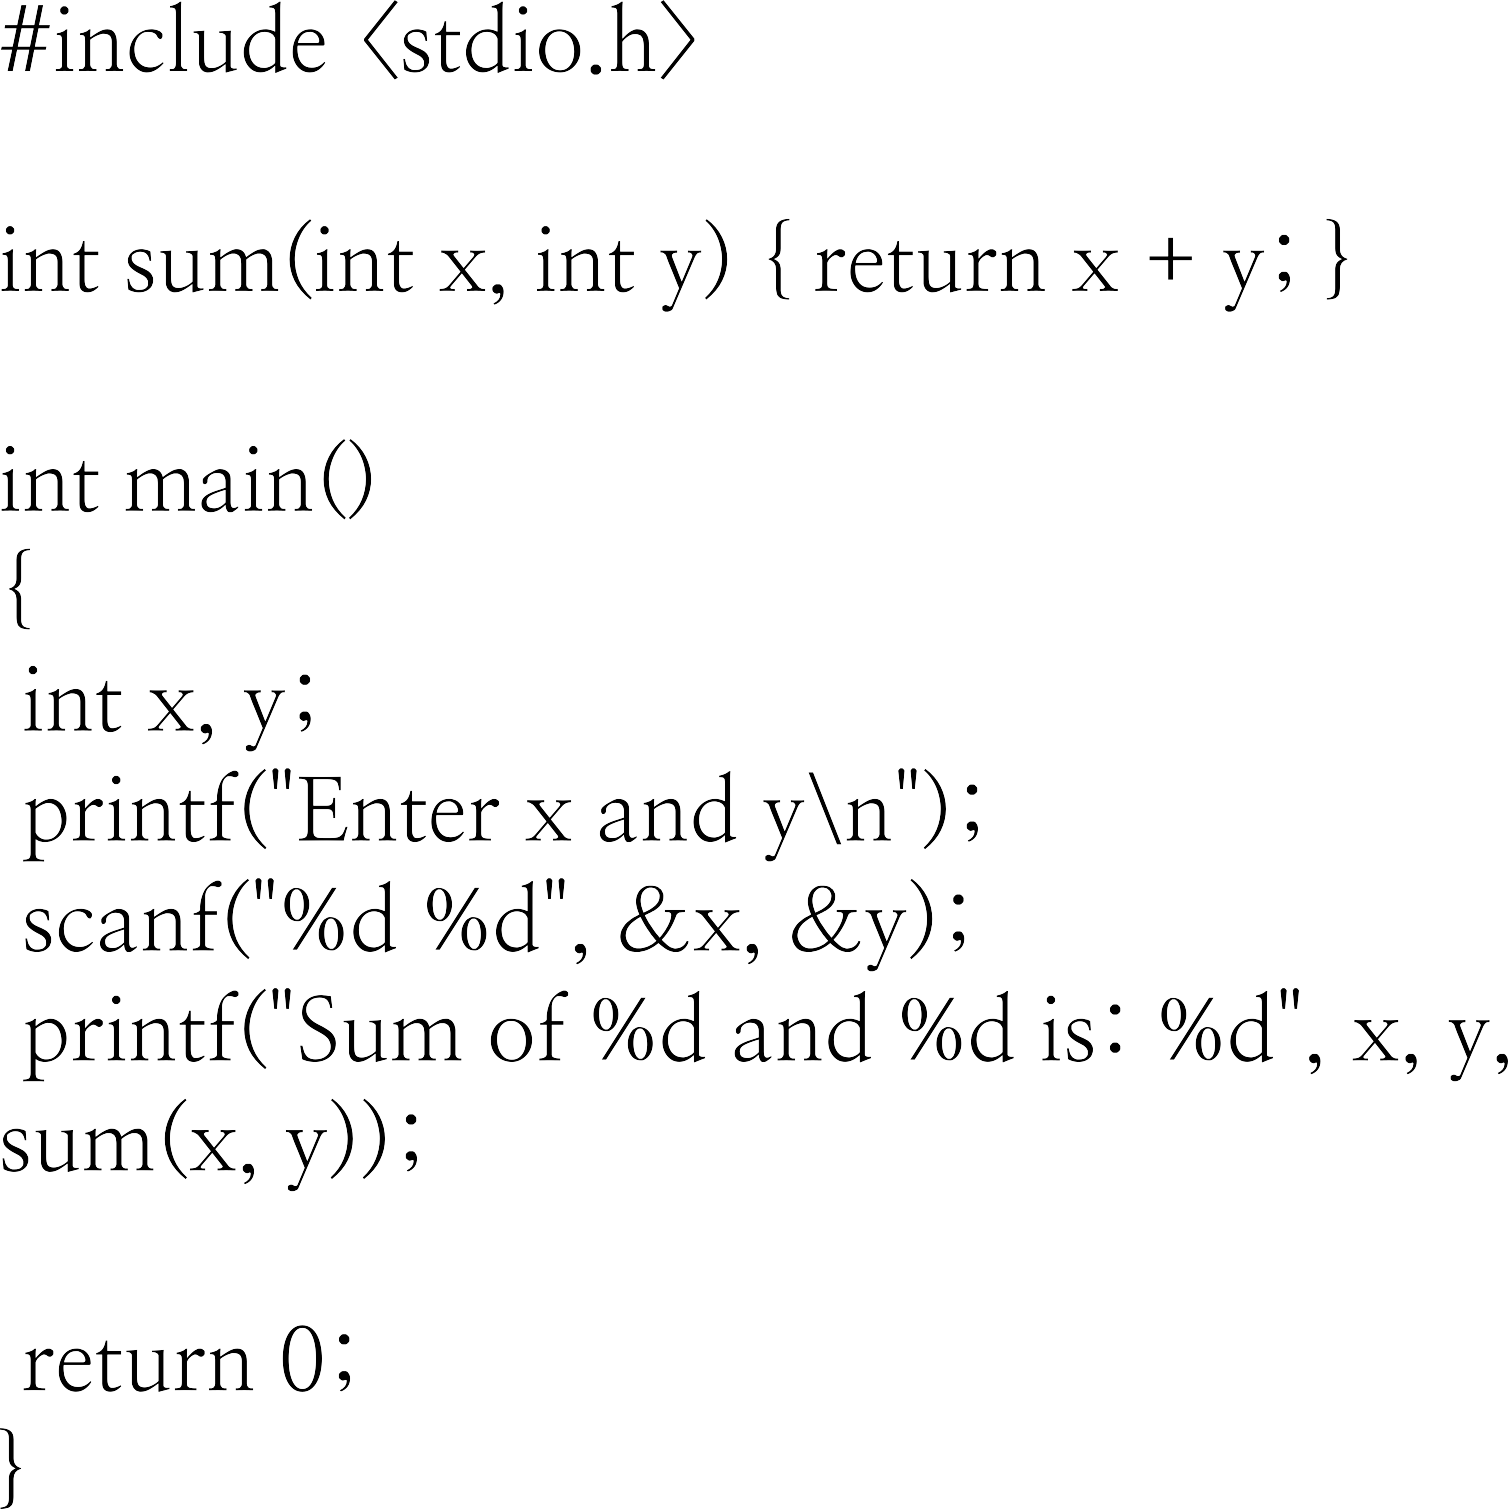 #include <stdio.h>
int sum(int x, int y) { return x + y; }
int main()
{
int x, y;
printf("Enter x and y\n");
scanf("%d %d", &x, &y);
printf("Sum of %d and %d is: %d", x, y,
sum(x, y));
return 0;
}